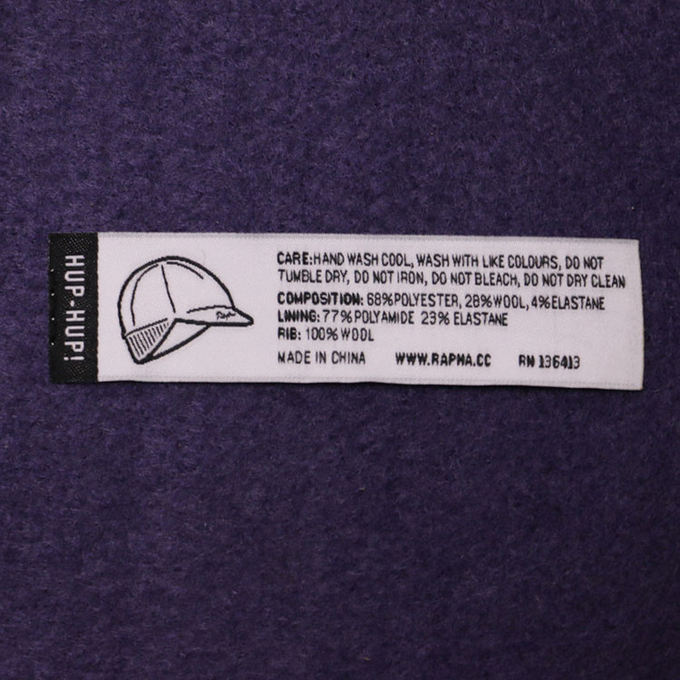 HUP-HUP!
Rapha
CARE:HAND WASH COOL, WASH WITH LIKE COLOURS, DO NOT
TUMBLE DRY, DO NOT IRON, DO NOT BLEACH, DO NOT DRY CLEAN
COMPOSITION: 68%POLYESTER, 28%WOOL,4%ELASTANE
LINING:77%POLYAMIDE 23% ELASTANE
RIB: 100%WOOL
MADE IN CHINA WWW.RAPHA.CC RN 136413